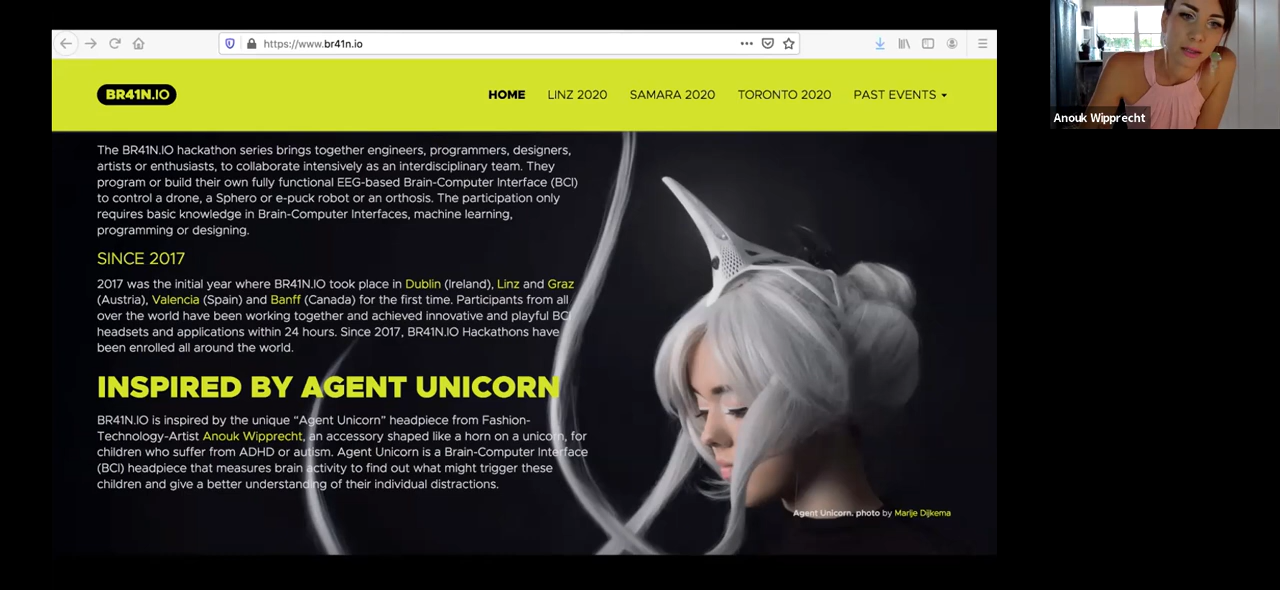 https://www.br41n.io
BR41N.IO
HOME LINZ 2020 SAMARA 2020 TORONTO 2020 PAST EVENTS
The BR41N.IO hackathon series brings together engineers, programmers, designers,
artists or enthusiasts, to collaborate intensively as an interdisciplinary team. They
program or build their own fully functional EEG-based Brain-Computer Interface (BCI)
to control a drone, a Sphero or e-puck robot or an orthosis. The participation only
requires basic knowledge in Brain-Computer Interfaces, machine learning,
programming or designing.
SINCE 2017
2017 was the initial year where BR41N.IO took place in Dublin (Ireland), Linz and Graz
(Austria), Valencia (Spain) and Banff (Canada) for the first time. Participants from all
over the world have been working together and achieved innovative and playful BCI
headsets and applications within 24 hours. Since 2017, BR41N.IO Hackathons have
been enrolled all around the world.
INSPIRED BY AGENT UNICORN
BR41N.IO is inspired by the unique “Agent Unicorn” headpiece from Fashion-
Technology-Artist Anouk Wipprecht, an accessory shaped like a horn on a unicorn, for
children who suffer from ADHD or autism. Agent Unicorn is a Brain-Computer Interface
(BCI) headpiece that measures brain activity to find out what might trigger these
children and give a better understanding of their individual distractions.
Agent Unicorn. photo by Marije Dijkema
Anouk Wipprecht